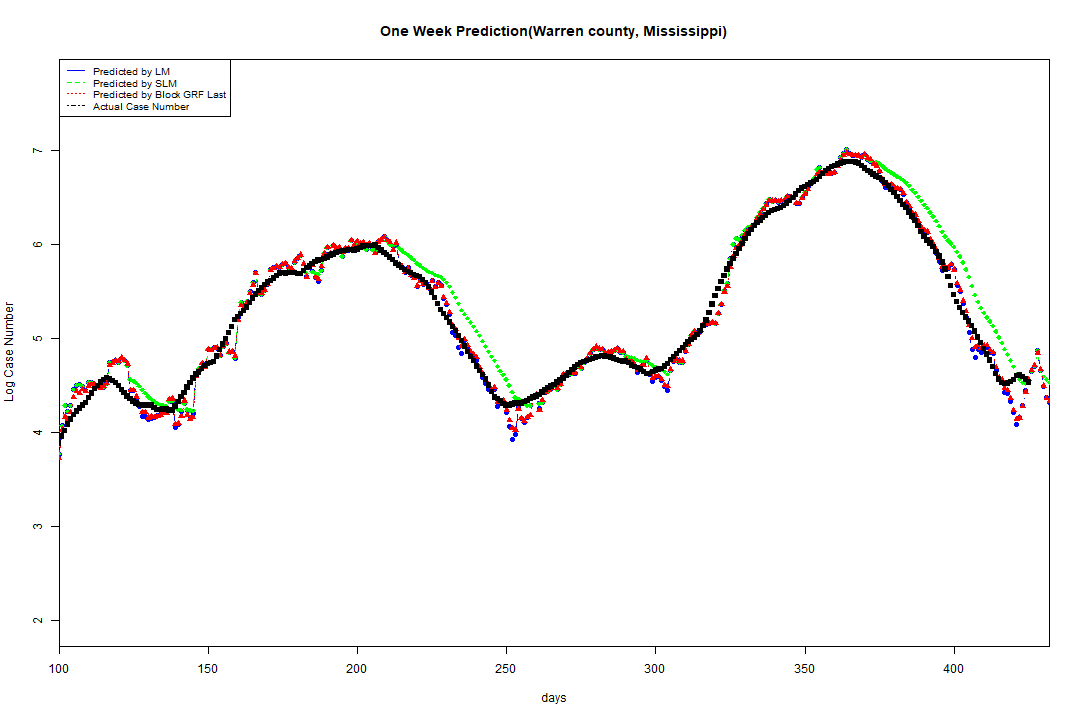 One Week Prediction(Warren county, Mississippi)
Predicted by LM
Predicted by SLM
Predicted by Block GRF Last
Actual Case Number
Log Case Number
7
6
5
4
3
2
100 150 200 250 300 350 400
days